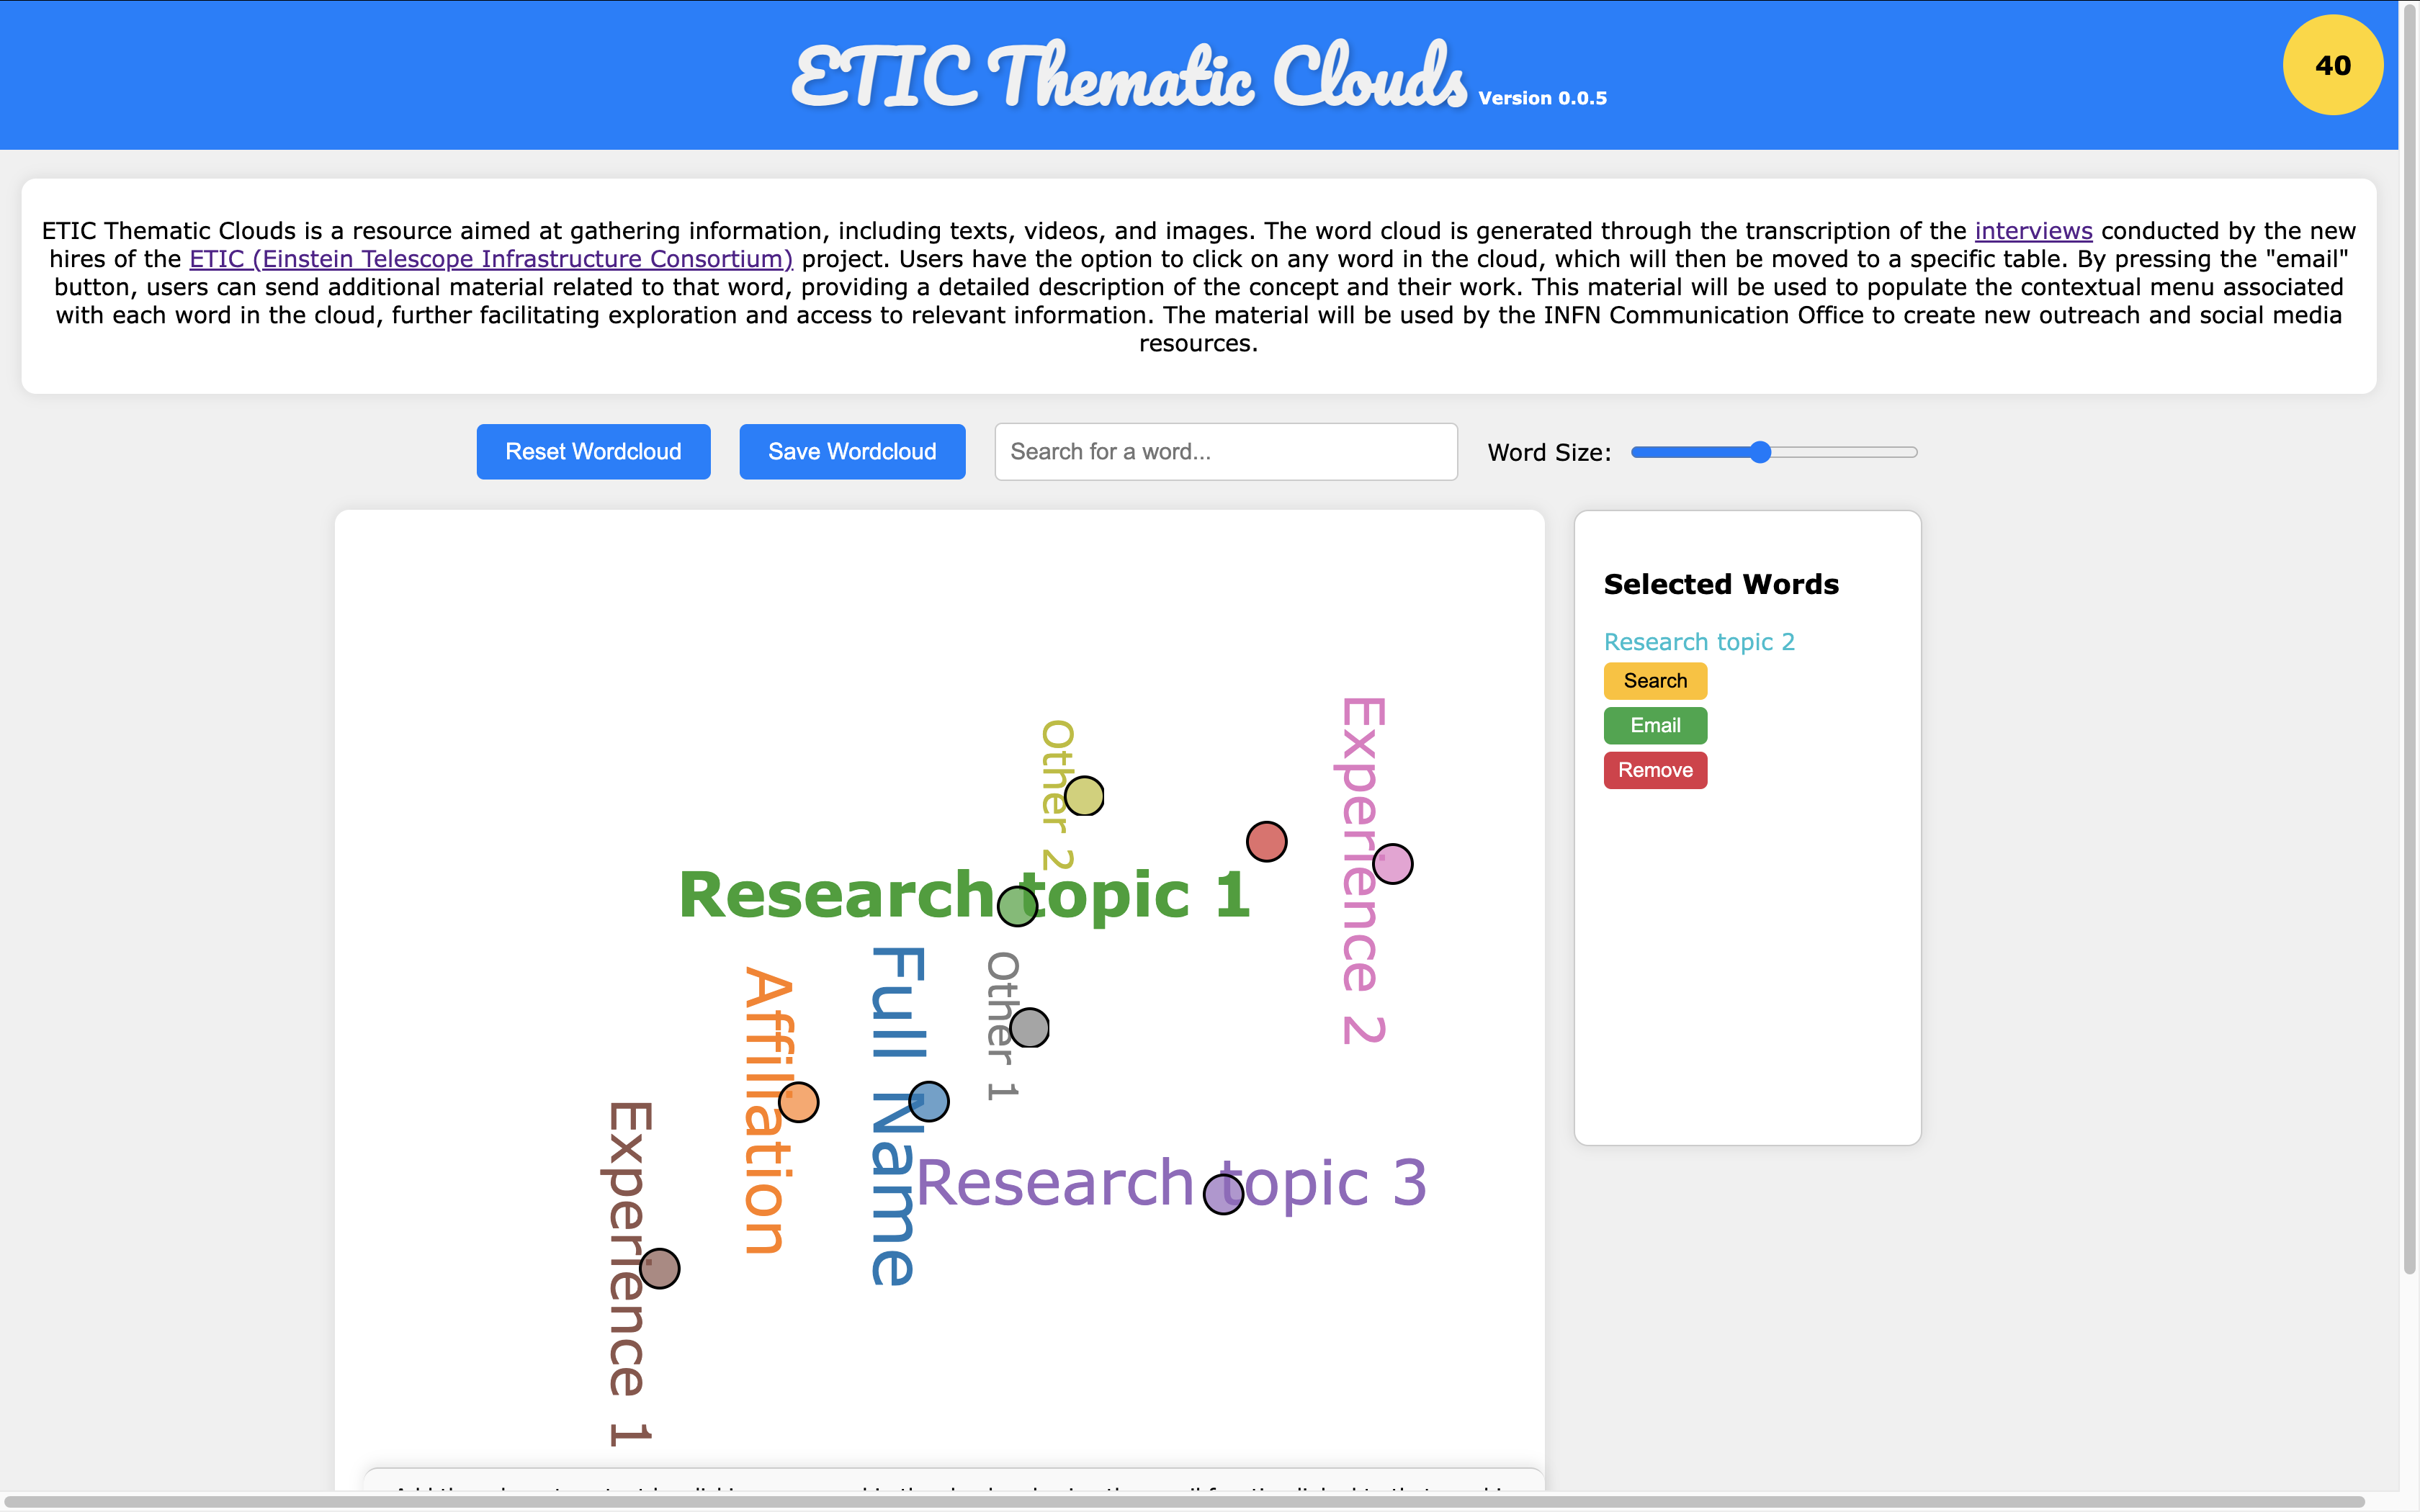 ETIC Thematic Clouds Version 0.0.5
40
ETIC Thematic Clouds is a resource aimed at gathering information, including texts, videos, and images. The word cloud is generated through the transcription of the interviews conducted by the new
hires of the ETIC (Einstein Telescope Infrastructure Consortium) project. Users have the option to click on any word in the cloud, which will then be moved to a specific table. By pressing the "email"
button, users can send additional material related to that word, providing a detailed description of the concept and their work. This material will be used to populate the contextual menu associated
with each word in the cloud, further facilitating exploration and access to relevant information. The material will be used by the INFN Communication Office to create new outreach and social media
resources.
Reset Wordcloud
Save Wordcloud
Search for a word...
Word Size:
Other 2
Experience 2
Research topic 1
Affiliation
Full Name
Other 1
Research topic 3
Experience 1
Selected Words
Research topic 2
Search
Email
Remove